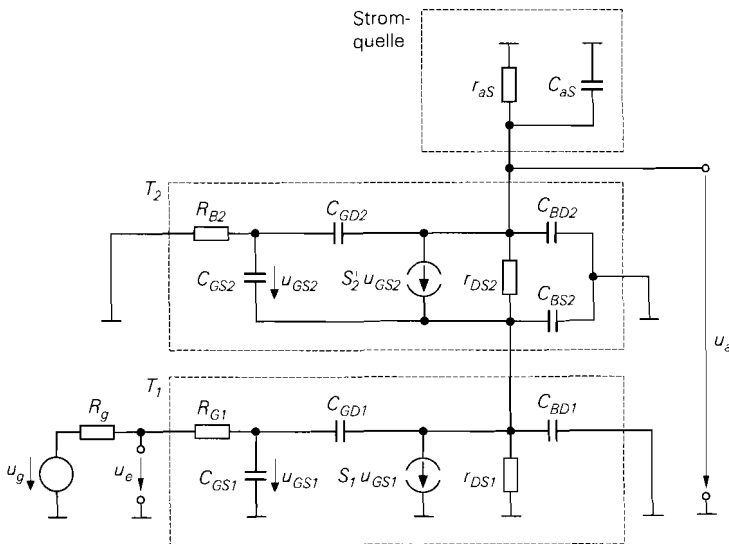 Strom-
quelle
r_aS
C_aS
T_2
R_B2
C_GD2
C_BD2
C_GS2
u_GS2
S_2' u_GS2
r_DS2
C_BS2
u_a
T_1
R_g
R_G1
C_GD1
C_BD1
u_g
u_e
C_GS1
u_GS1
S_1 u_GS1
r_DS1